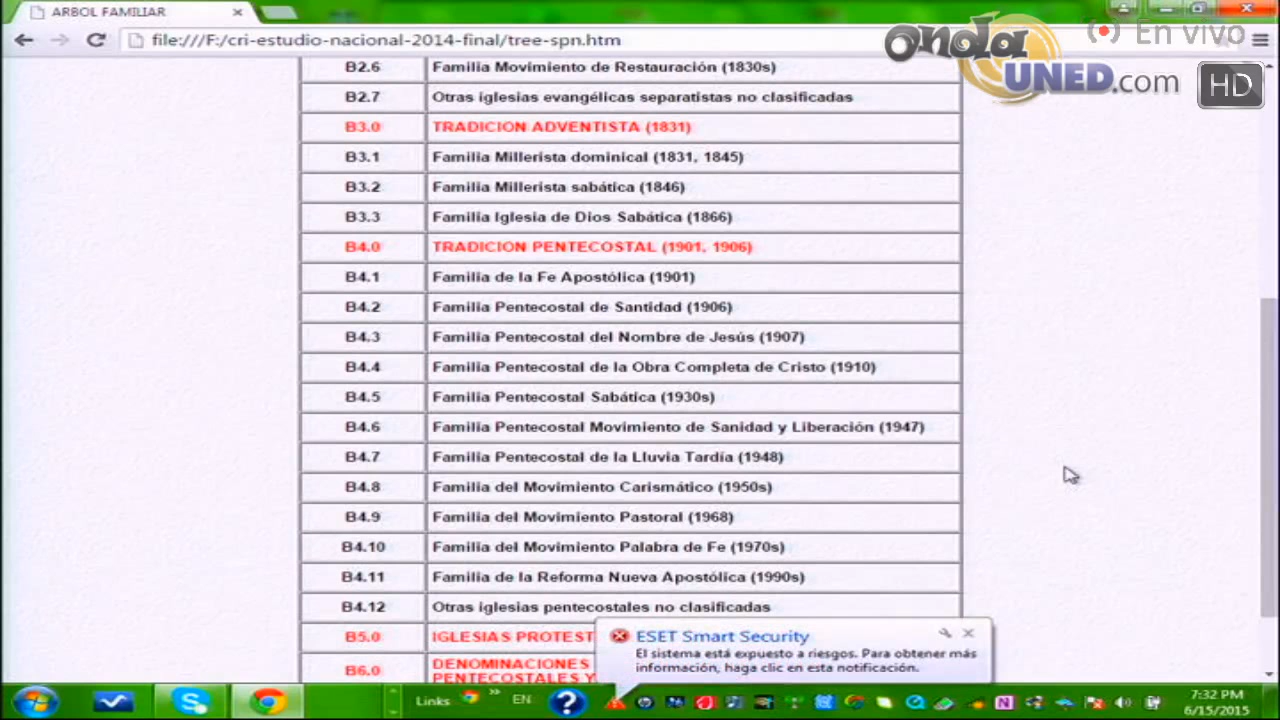 ARBOL FAMILIAR
file:///F:/cri-estudio-nacional-2014-final/tree-spn.htm
onda UNED.com
En vivo
HD
B2.6 Familia Movimiento de Restauración (1830s)
B2.7 Otras iglesias evangélicas separatistas no clasificadas
B3.0 TRADICION ADVENTISTA (1831)
B3.1 Familia Millerista dominical (1831, 1845)
B3.2 Familia Millerista sabática (1846)
B3.3 Familia Iglesia de Dios Sabática (1866)
B4.0 TRADICION PENTECOSTAL (1901, 1906)
B4.1 Familia de la Fe Apostólica (1901)
B4.2 Familia Pentecostal de Santidad (1906)
B4.3 Familia Pentecostal del Nombre de Jesús (1907)
B4.4 Familia Pentecostal de la Obra Completa de Cristo (1910)
B4.5 Familia Pentecostal Sabática (1930s)
B4.6 Familia Pentecostal Movimiento de Sanidad y Liberación (1947)
B4.7 Familia Pentecostal de la Lluvia Tardía (1948)
B4.8 Familia del Movimiento Carismático (1950s)
B4.9 Familia del Movimiento Pastoral (1968)
B4.10 Familia del Movimiento Palabra de Fe (1970s)
B4.11 Familia de la Reforma Nueva Apostólica (1990s)
B4.12 Otras iglesias pentecostales no clasificadas
B5.0 IGLESIAS PROTEST
B6.0 DENOMINACIONES
PENTECOSTALES Y
ESET Smart Security
El sistema está expuesto a riesgos. Para obtener más
información, haga clic en esta notificación.
Links
EN
7:32 PM
6/15/2015